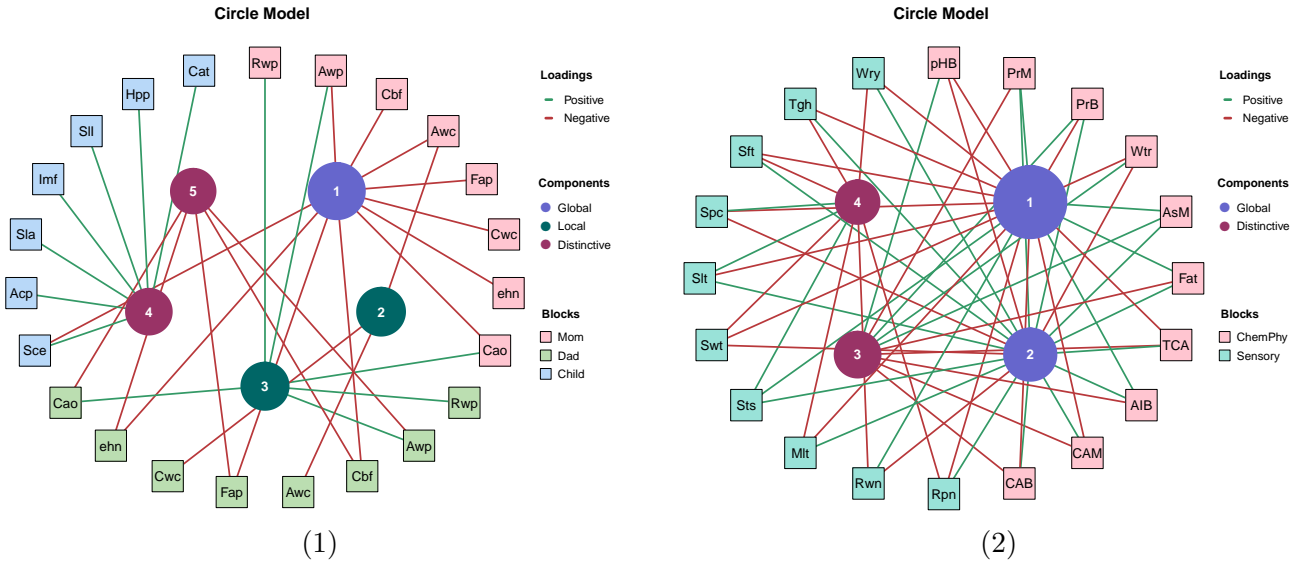 Circle Model
Rwp
Awp
Cat
Cbf
Hpp
Awc
Sll
Imf
Fap
5
1
Sla
Cwc
Acp
ehn
4
2
Sce
Cao
3
Cao
Rwp
ehn
Awp
Cwc
Cbf
Fap
Awc
Loadings
Positive
Negative
Components
Global
Local
Distinctive
Blocks
Mom
Dad
Child
(1)
Circle Model
pHB
Wry
PrM
Tgh
PrB
Sft
Wtr
4
1
Spc
AsM
Slt
Fat
Swt
TCA
3
2
Sts
AIB
Mlt
CAM
Rwn
CAB
Rpn
Loadings
Positive
Negative
Components
Global
Distinctive
Blocks
ChemPhy
Sensory
(2)